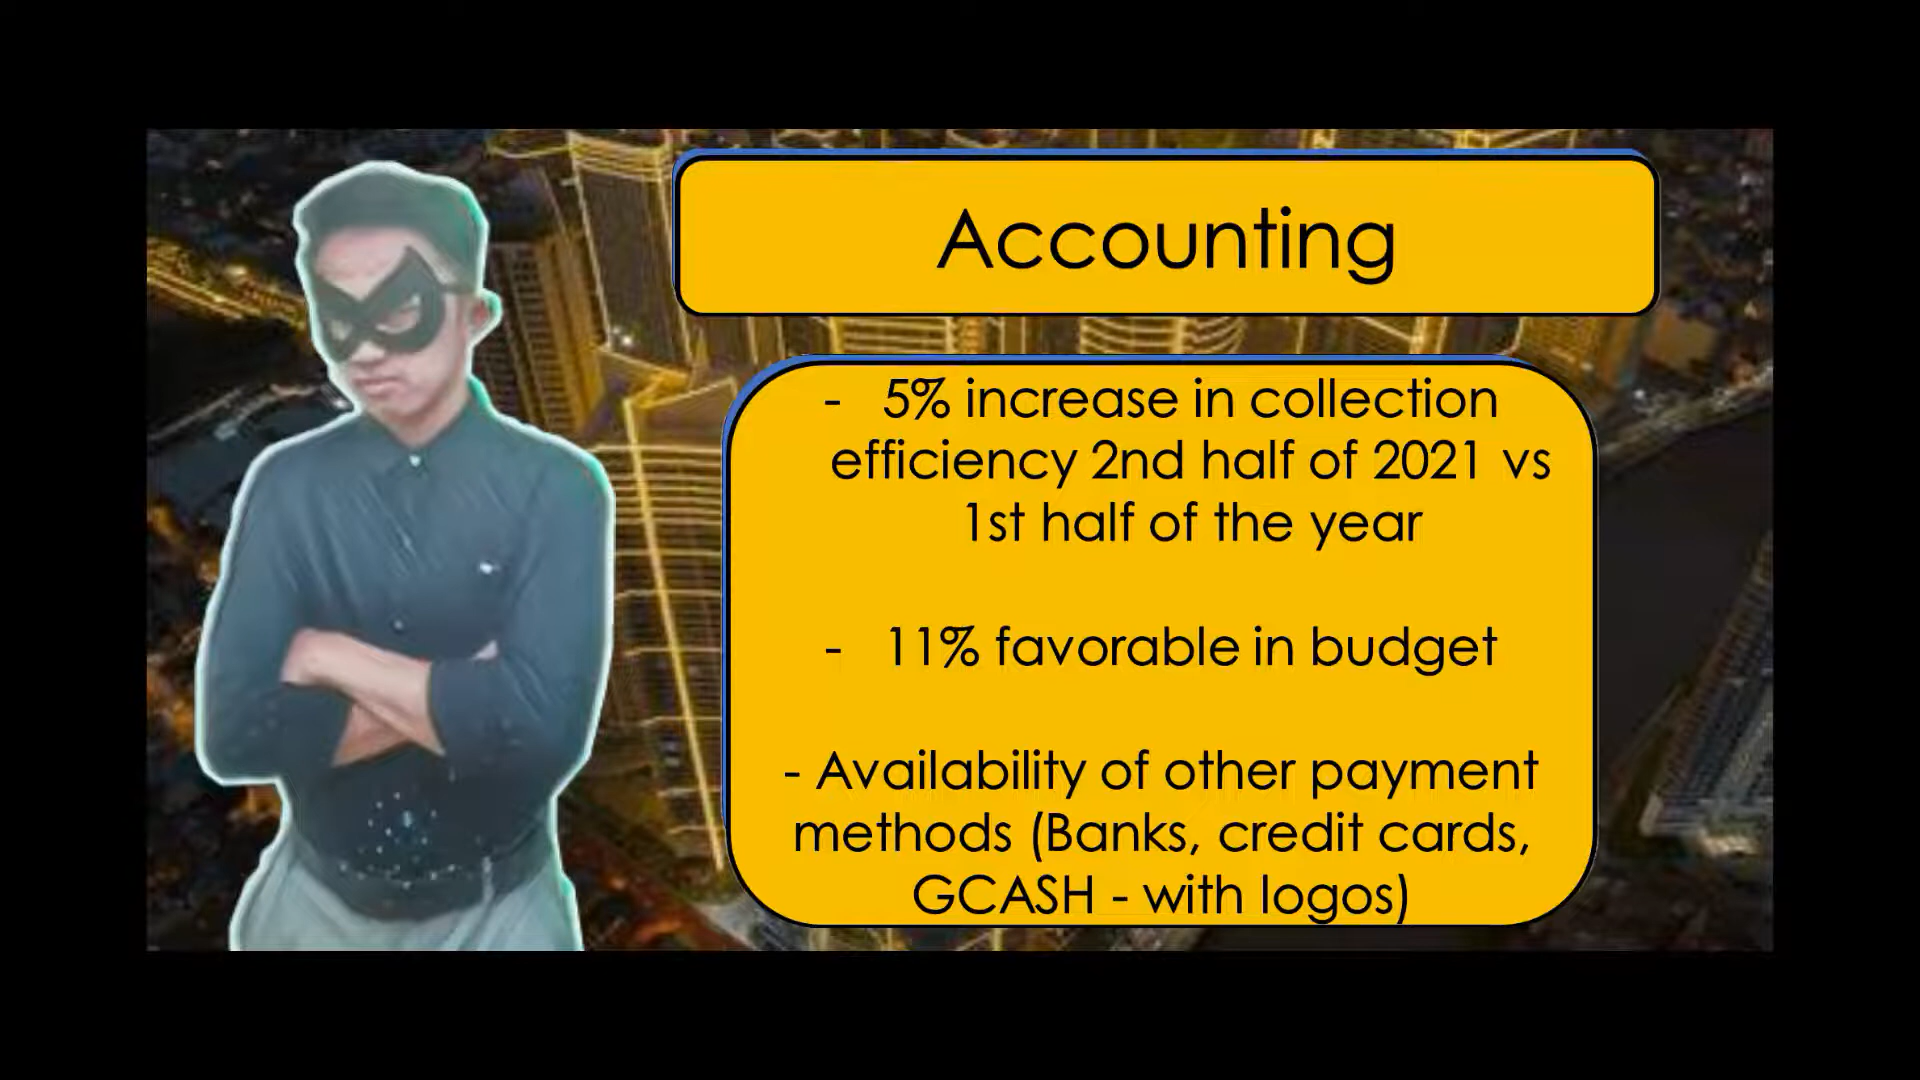 Accounting
- 5% increase in collection
efficiency 2nd half of 2021 vs
1st half of the year
- 11% favorable in budget
- Availability of other payment
methods (Banks, credit cards,
GCASH - with logos)